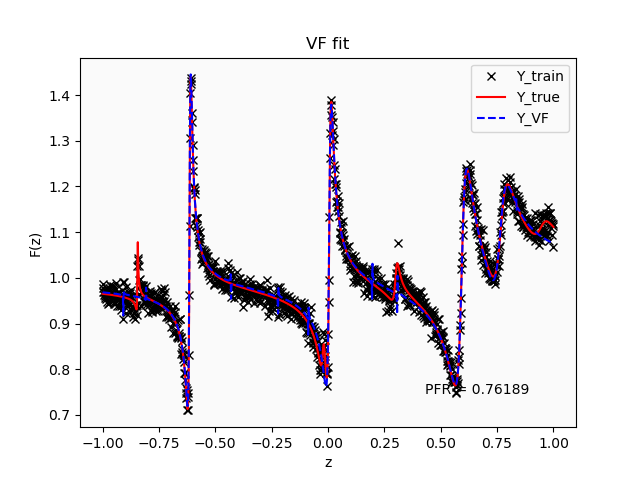 VF fit
Y_train
Y_true
Y_VF
1.4
1.3
1.2
1.1
1.0
0.9
0.8
0.7
F(z)
PFR = 0.76189
−1.00 −0.75 −0.50 −0.25 0.00 0.25 0.50 0.75 1.00
z